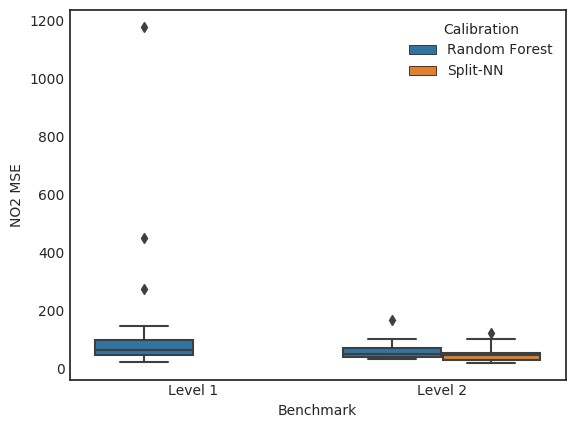 1200
1000
800
600
400
200
0
NO2 MSE
Calibration
Random Forest
Split-NN
Level 1
Level 2
Benchmark